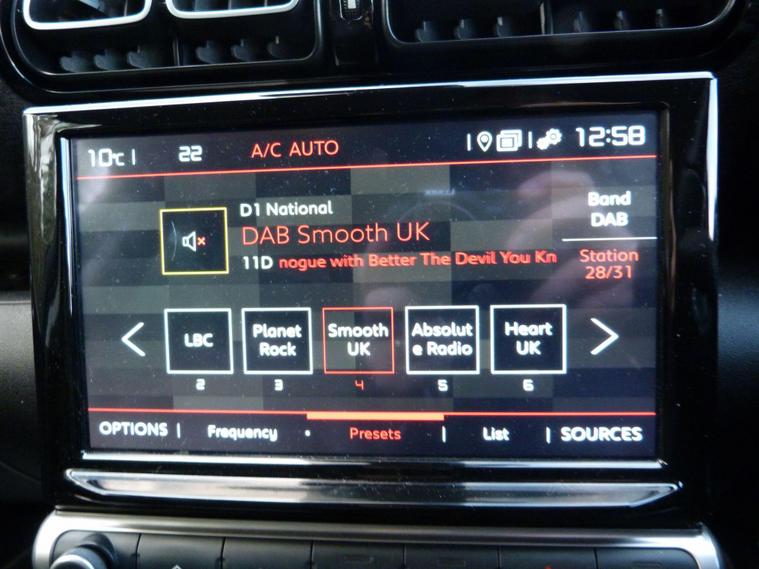 10°C | 22 A/C AUTO 12:58
D1 National
DAB Smooth UK
11D nogue with Better The Devil You Kn
Band
DAB
Station
28/31
LBC
2
Planet
Rock
3
Smooth
UK
4
Absolut
e Radio
5
Heart
UK
6
OPTIONS | Frequency • Presets | List | SOURCES